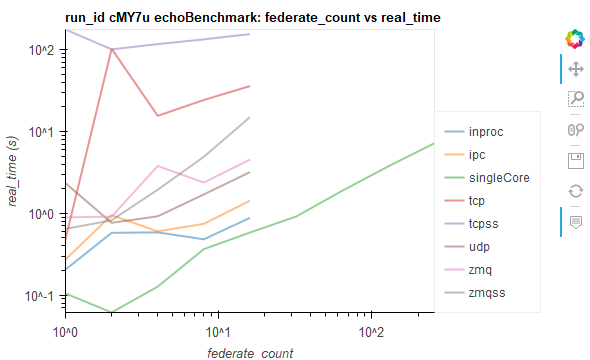 run_id cMY7u echoBenchmark: federate_count vs real_time
real_time (s)
10^2
10^1
10^0
10^-1
10^0
10^1
10^2
federate_count
inproc
ipc
singleCore
tcp
tcpss
udp
zmq
zmqss